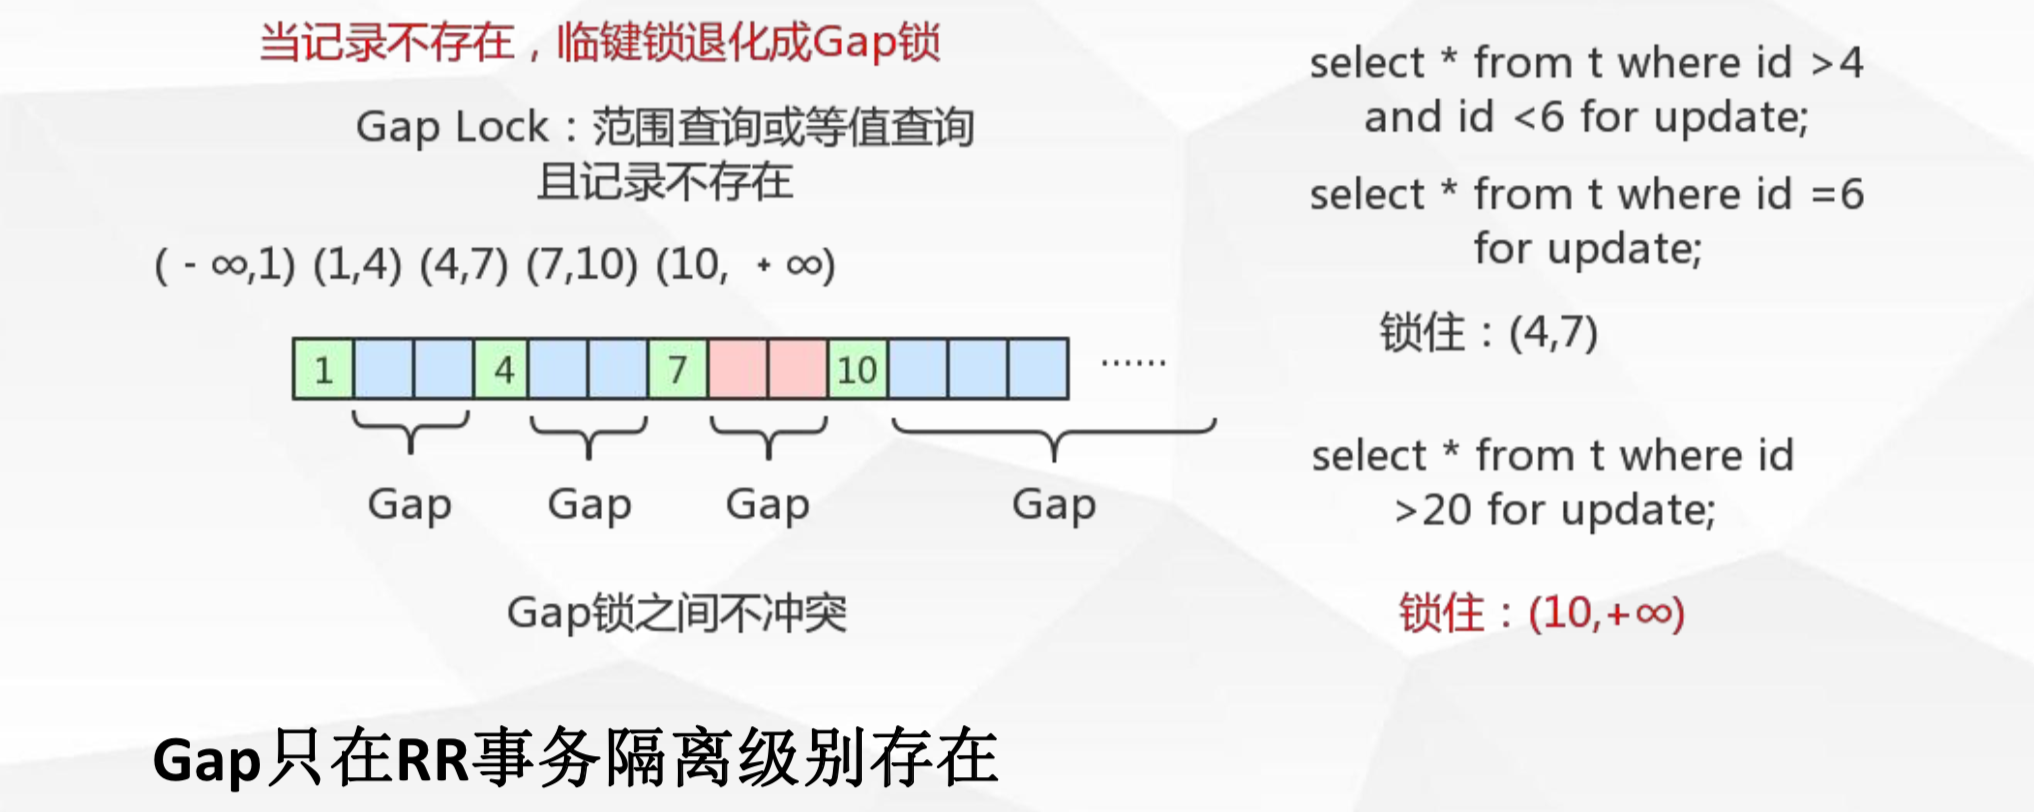 当记录不存在，临键锁退化成Gap锁
Gap Lock：范围查询或等值查询
且记录不存在
( - ∞,1) (1,4) (4,7) (7,10) (10, + ∞)
1 4 7 10 ······
Gap Gap Gap Gap
Gap锁之间不冲突
Gap只在RR事务隔离级别存在
select * from t where id >4
and id <6 for update;
select * from t where id =6
for update;
锁住：(4,7)
select * from t where id
>20 for update;
锁住：(10,+∞)